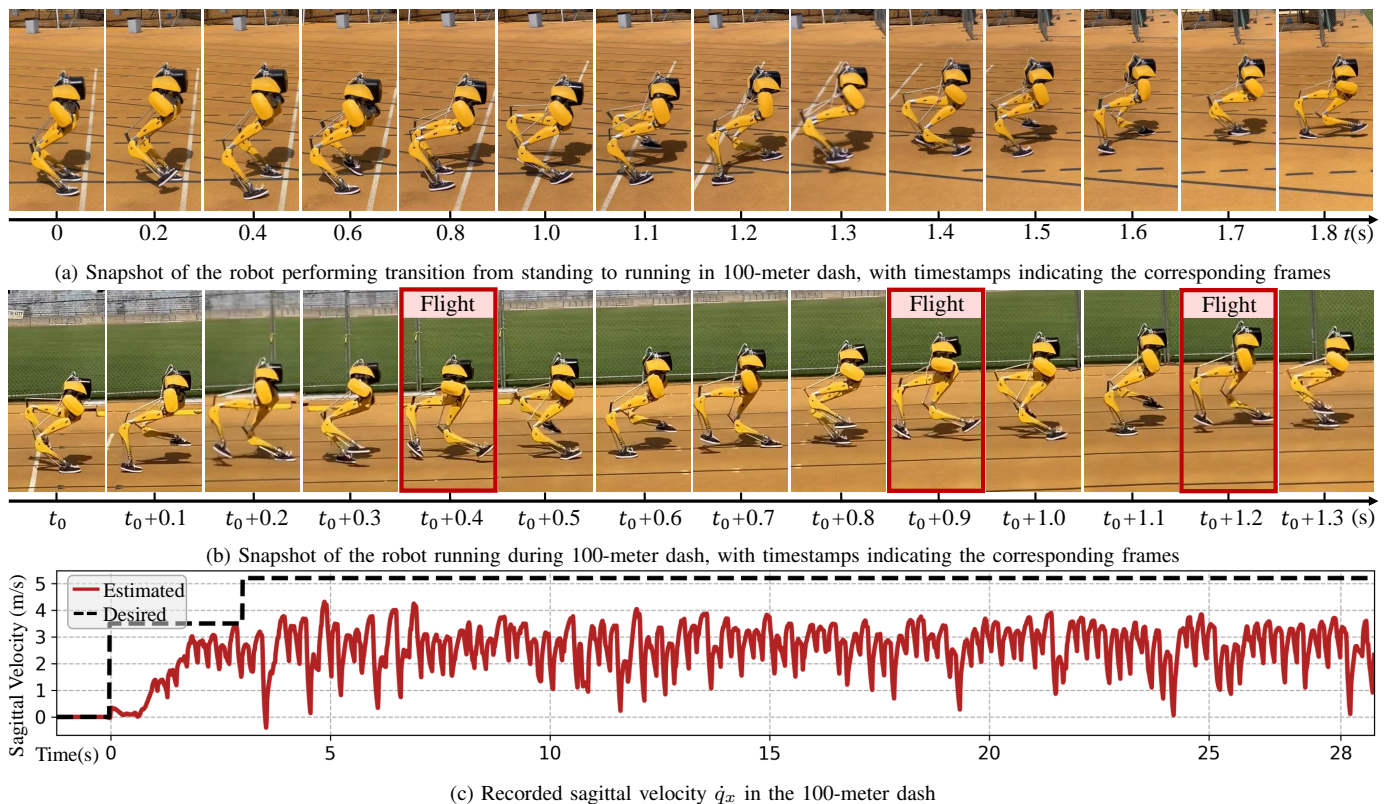 0 0.2 0.4 0.6 0.8 1.0 1.1 1.2 1.3 1.4 1.5 1.6 1.7 1.8 t(s)
(a) Snapshot of the robot performing transition from standing to running in 100-meter dash, with timestamps indicating the corresponding frames
Flight Flight Flight
t₀ t₀+0.1 t₀+0.2 t₀+0.3 t₀+0.4 t₀+0.5 t₀+0.6 t₀+0.7 t₀+0.8 t₀+0.9 t₀+1.0 t₀+1.1 t₀+1.2 t₀+1.3 (s)
(b) Snapshot of the robot running during 100-meter dash, with timestamps indicating the corresponding frames
Sagittal Velocity (m/s)
5
4
3
2
1
0
Estimated
Desired
Time(s) 0 5 10 15 20 25 28
(c) Recorded sagittal velocity q̇ₓ in the 100-meter dash